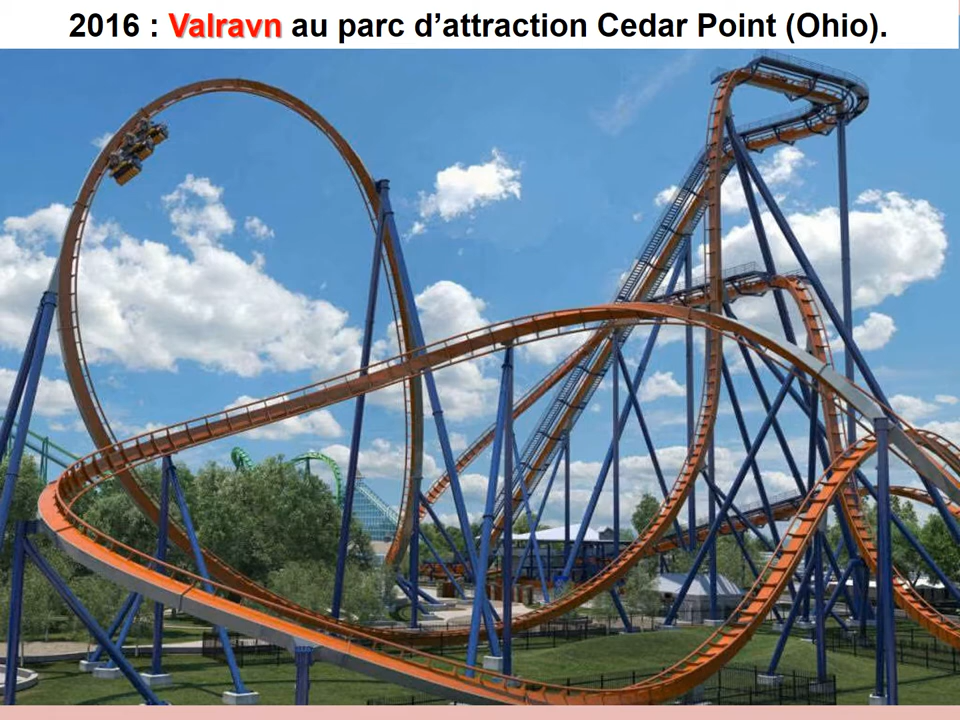 2016 : Valravn au parc d’attraction Cedar Point (Ohio).